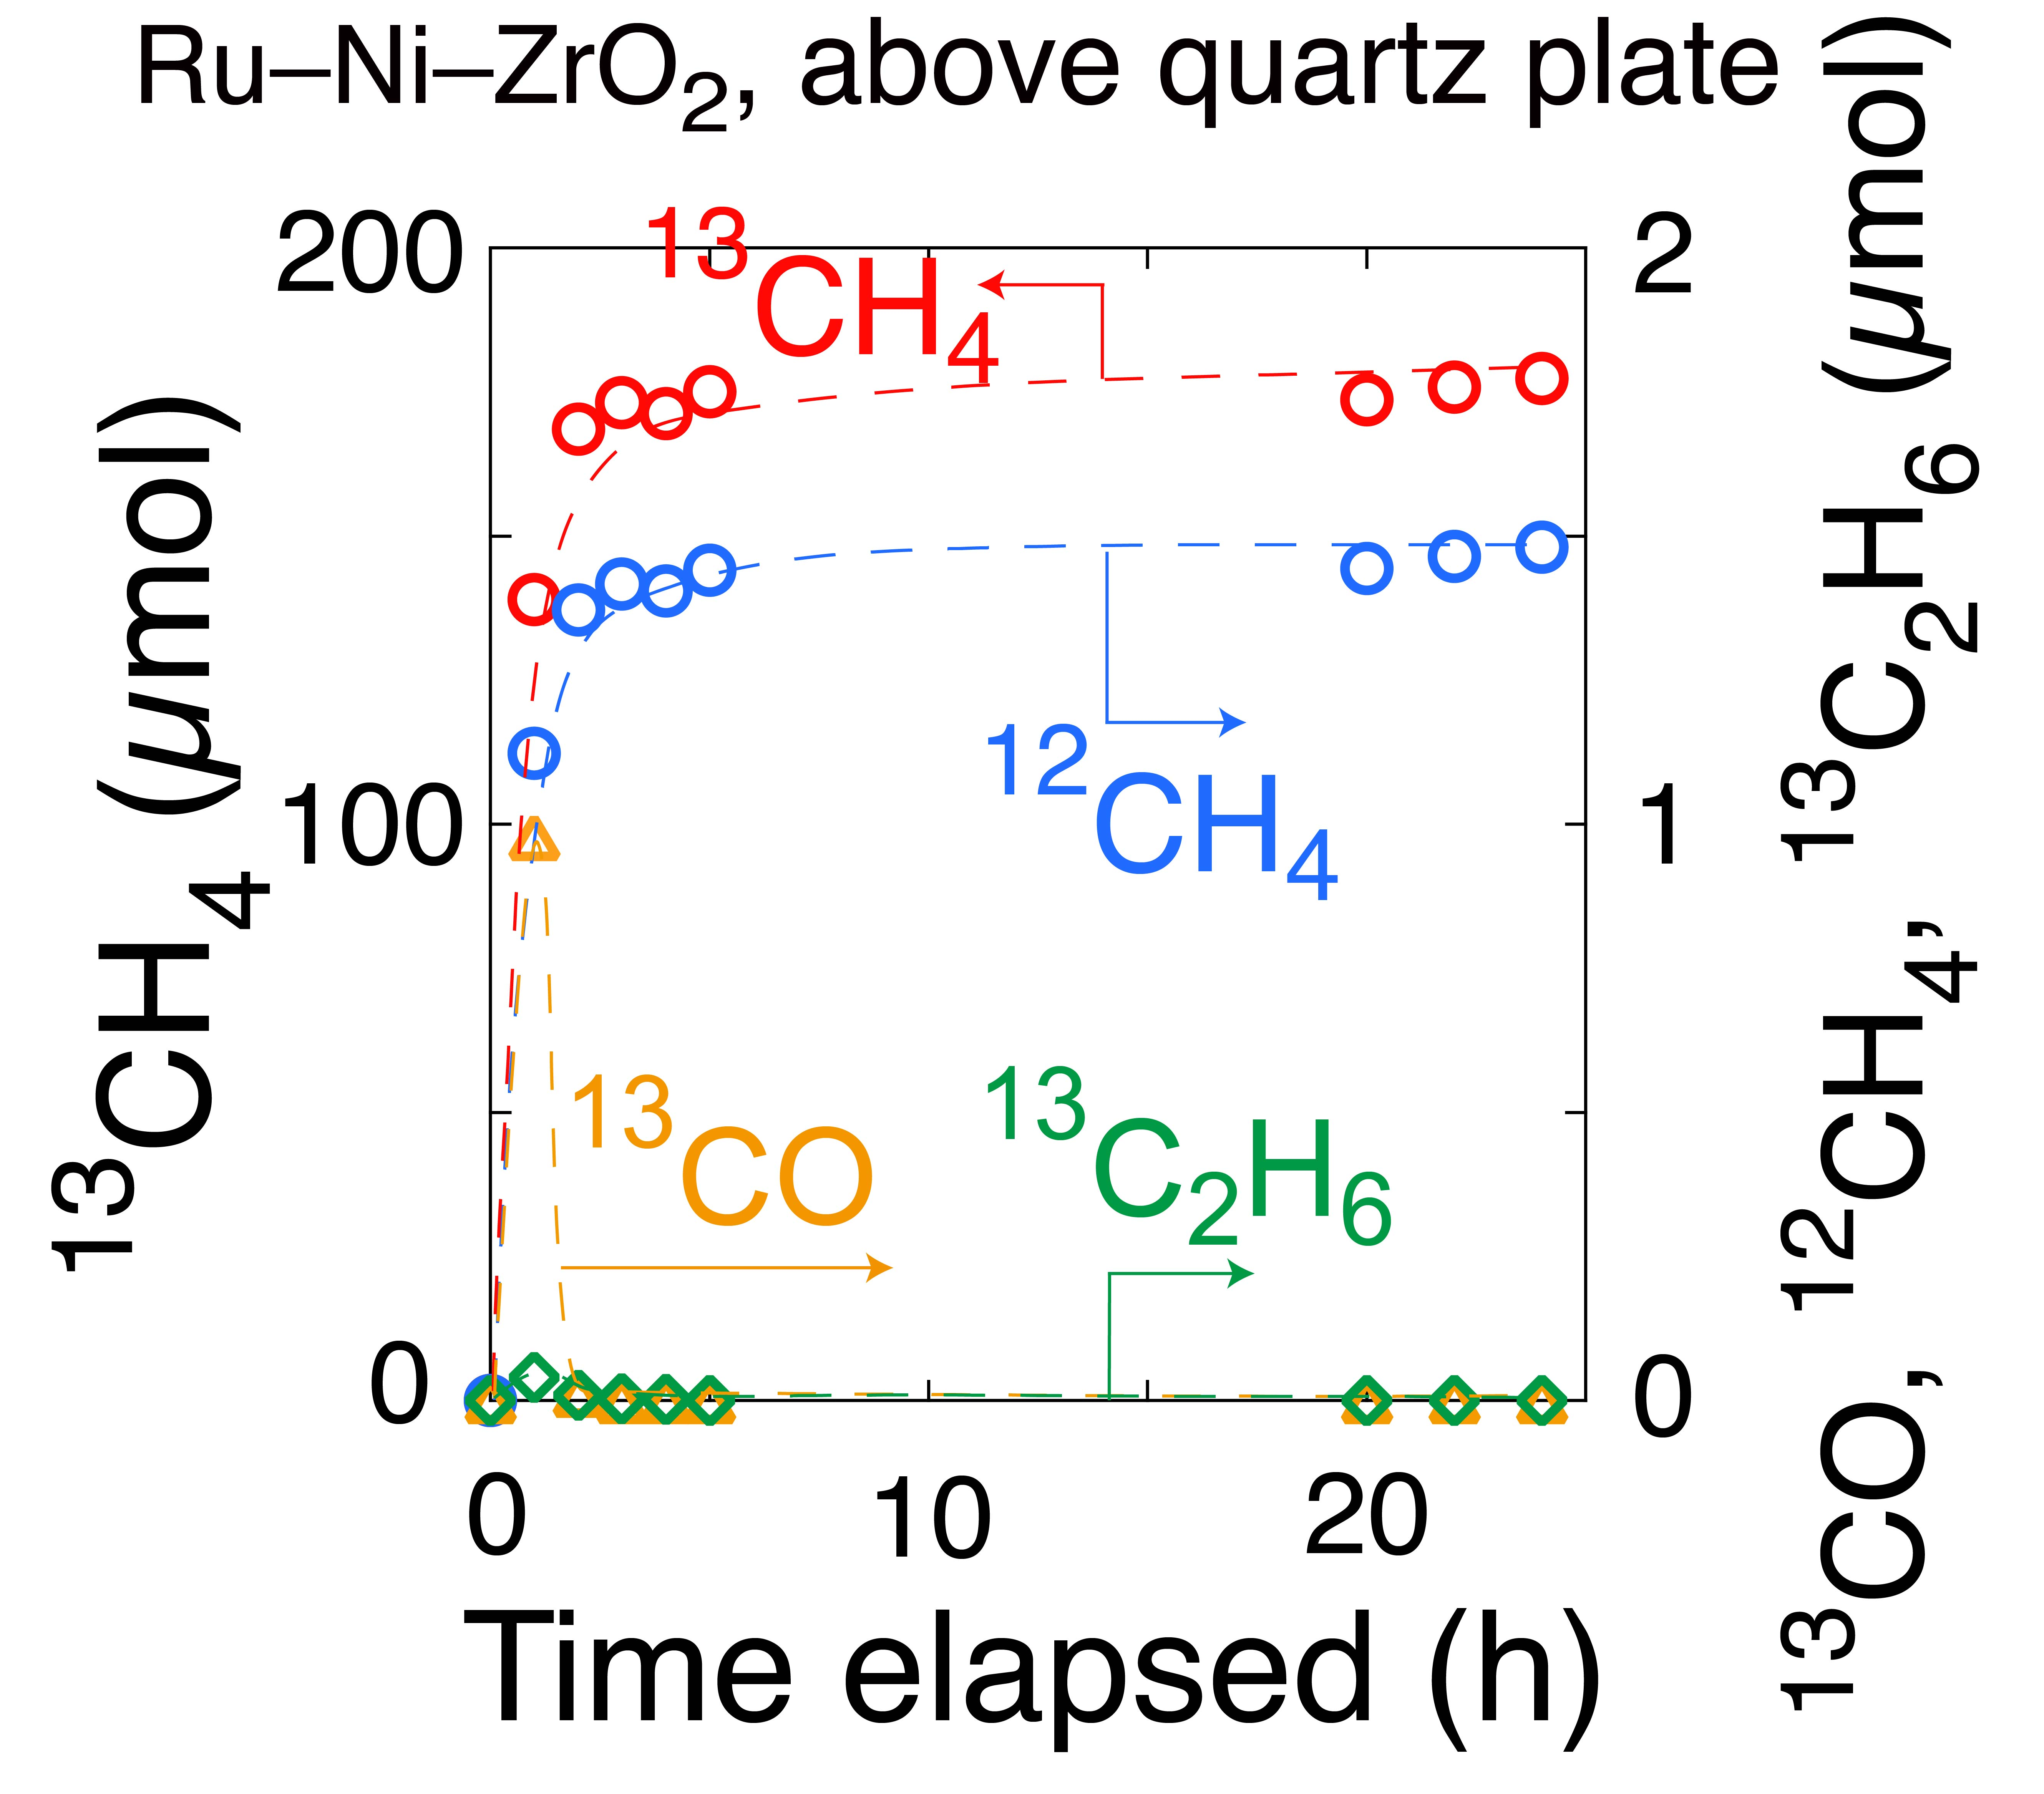 Ru–Ni–ZrO₂, above quartz plate
¹³CH₄ (μmol)
200
100
0
¹³CH₄
¹²CH₄
¹³CO
¹³C₂H₆
2
1
0
¹³CO, ¹²CH₄, ¹³C₂H₆ (μmol)
0 10 20
Time elapsed (h)